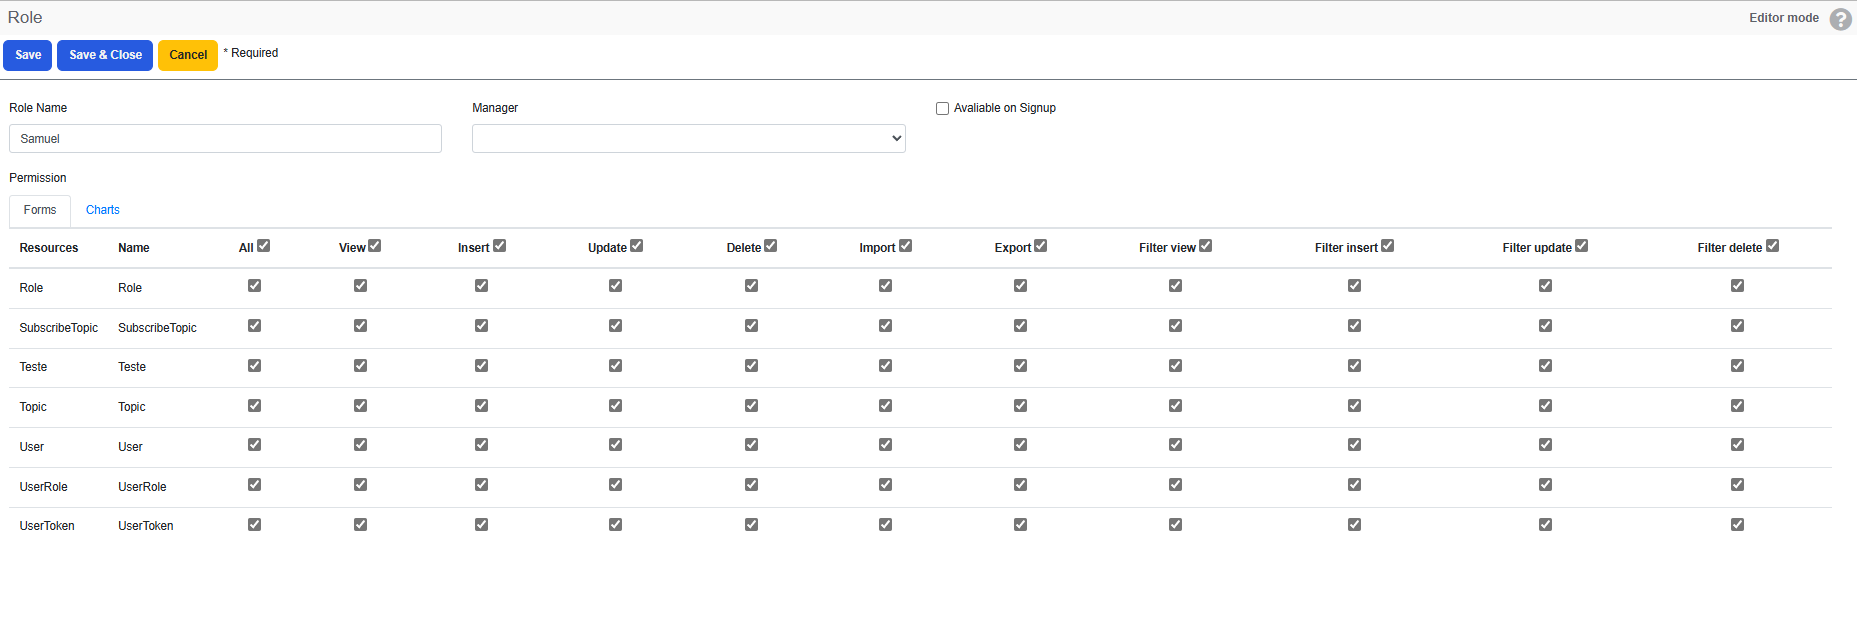 Role
Editor mode
?
Save Save & Close Cancel * Required
Role Name Manager Avaliable on Signup
Samuel
Permission
Forms Charts
Resources Name All View Insert Update Delete Import Export Filter view Filter insert Filter update Filter delete
Role Role
SubscribeTopic SubscribeTopic
Teste Teste
Topic Topic
User User
UserRole UserRole
UserToken UserToken